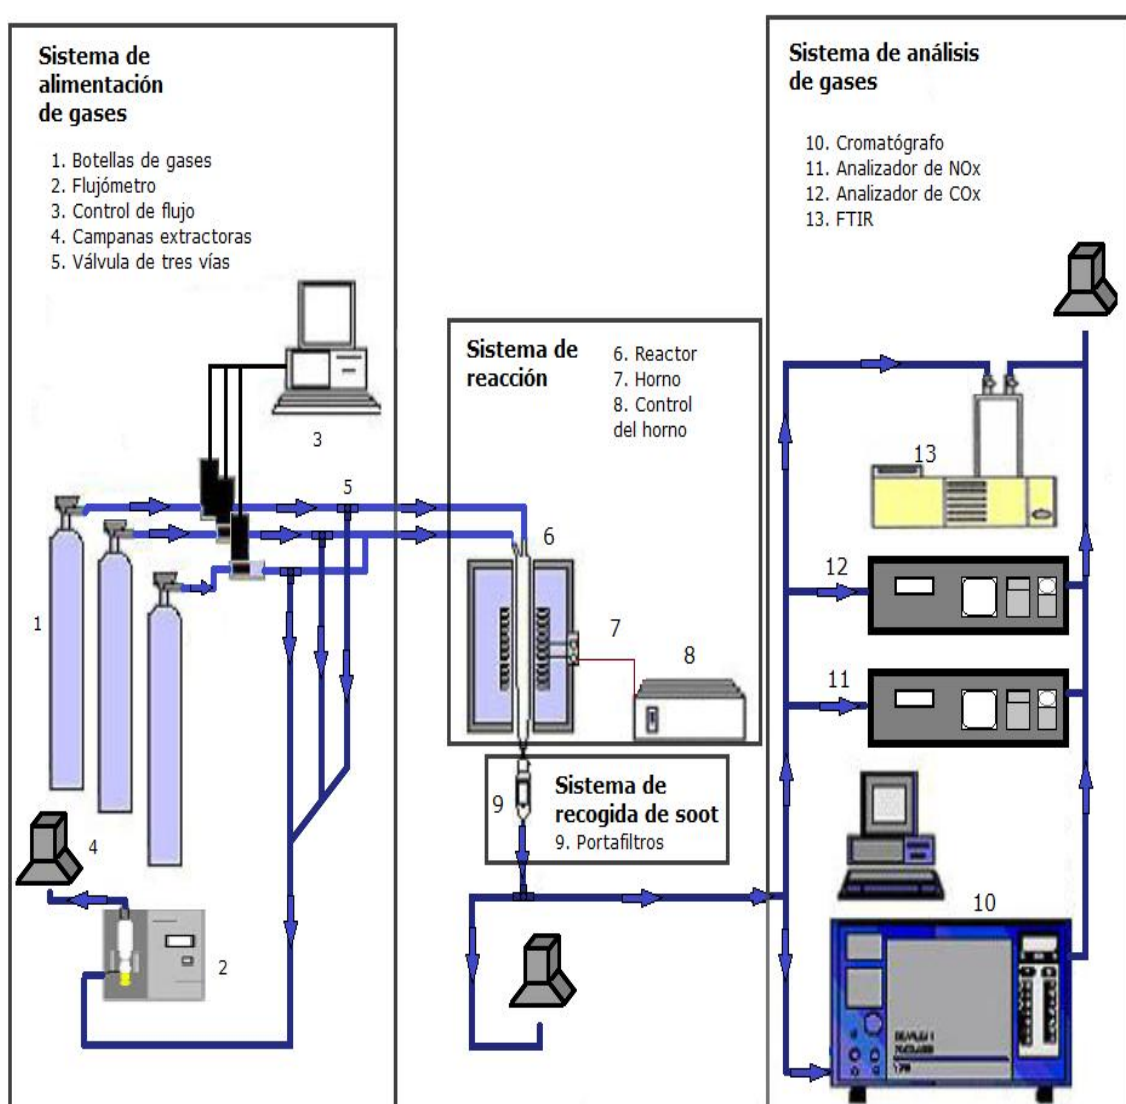 Sistema de
alimentación
de gases
1. Botellas de gases
2. Flujómetro
3. Control de flujo
4. Campanas extractoras
5. Válvula de tres vías
3
5
1
4
2
Sistema de
reacción
6. Reactor
7. Horno
8. Control
del horno
6
7
8
9
Sistema de
recogida de soot
9. Portafiltros
Sistema de análisis
de gases
10. Cromatógrafo
11. Analizador de NOx
12. Analizador de COx
13. FTIR
13
12
11
10